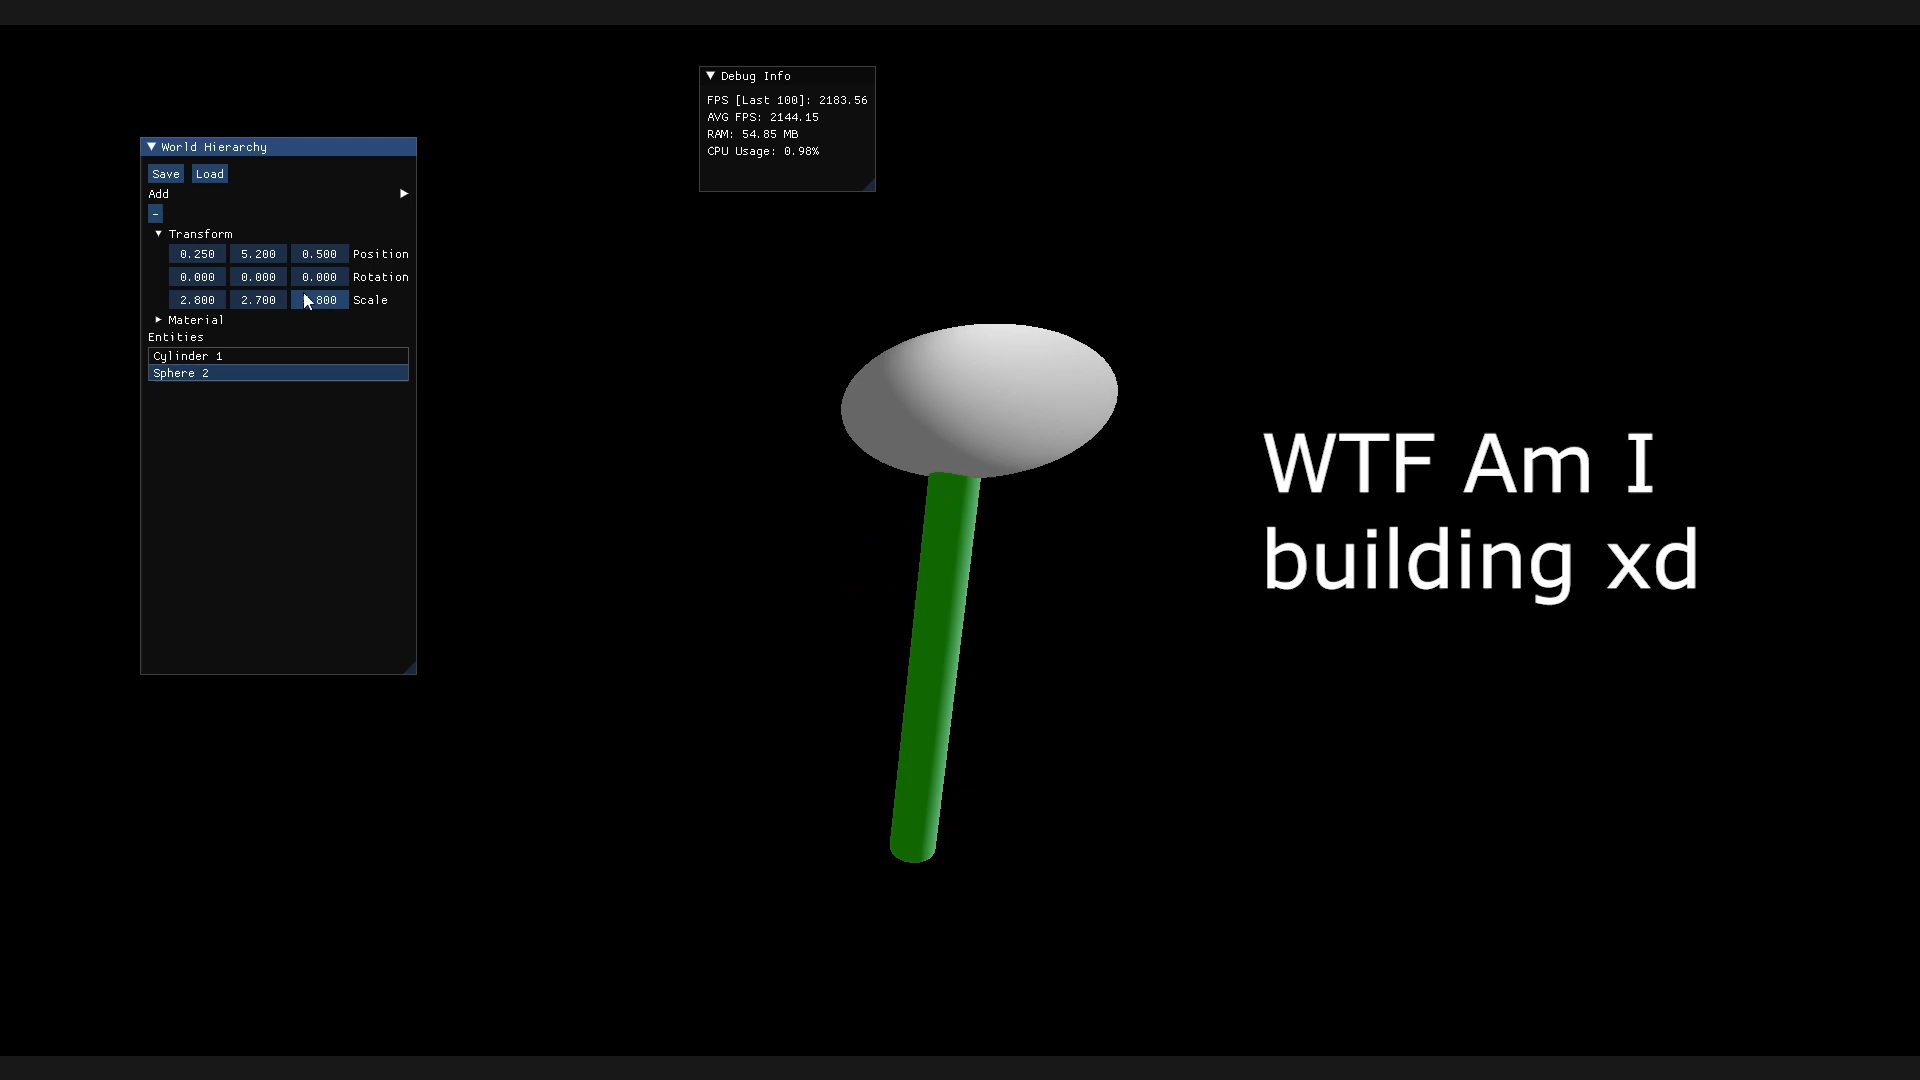 Debug Info
FPS [Last 100]: 2183.56
AVG FPS: 2144.15
RAM: 54.85 MB
CPU Usage: 0.98%
World Hierarchy
Save Load
Add
-
Transform
0.250 5.200 0.500 Position
0.000 0.000 0.000 Rotation
2.800 2.700 .800 Scale
Material
Entities
Cylinder 1
Sphere 2
WTF Am I
building xd